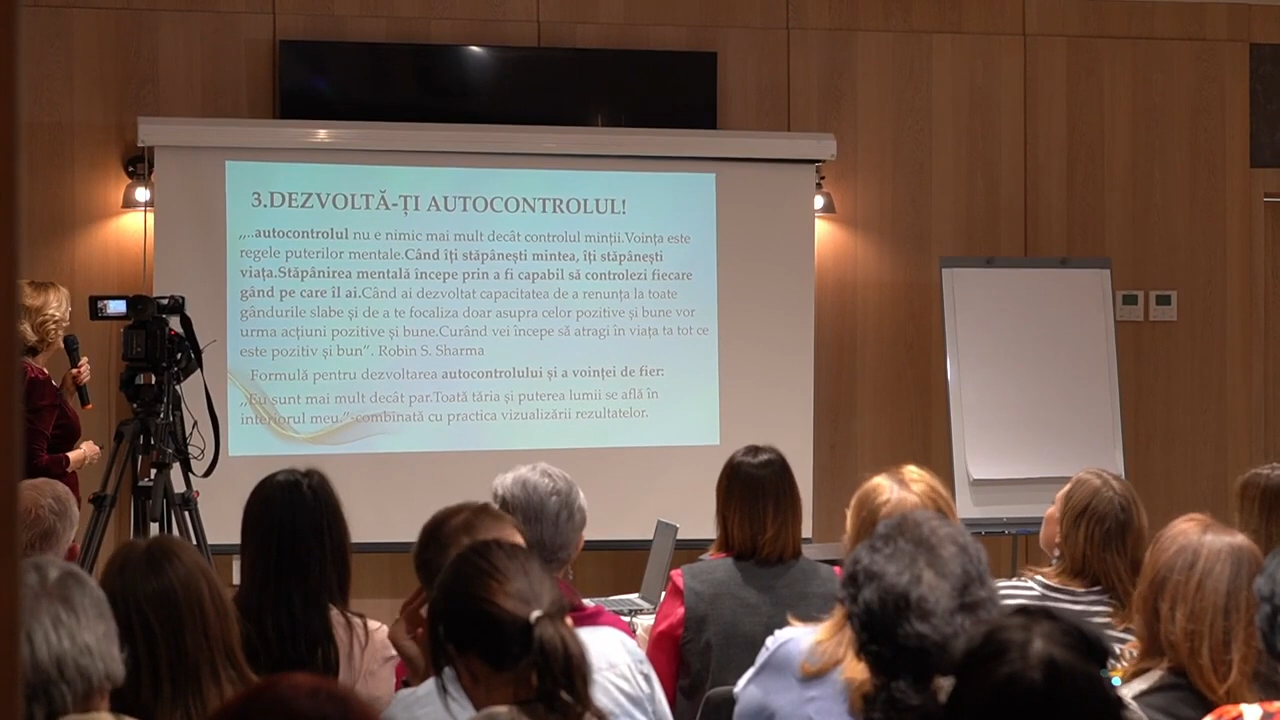 3.DEZVOLTĂ-ȚI AUTOCONTROLUL!
„..autocontrolul nu e nimic mai mult decât controlul minții.Voința este
regele puterilor mentale.Când îți stăpânești mintea, îți stăpânești
viața.Stăpânirea mentală începe prin a fi capabil să controlezi fiecare
gând pe care îl ai.Când ai dezvoltat capacitatea de a renunța la toate
gândurile slabe și de a te focaliza doar asupra celor pozitive și bune vor
urma acțiuni pozitive și bune.Curând vei începe să atragi în viața ta tot ce
este pozitiv și bun”. Robin S. Sharma
Formulă pentru dezvoltarea autocontrolului și a voinței de fier:
„Eu sunt mai mult decât par.Toată tăria și puterea lumii se află în
interiorul meu.”-combinată cu practica vizualizării rezultatelor.